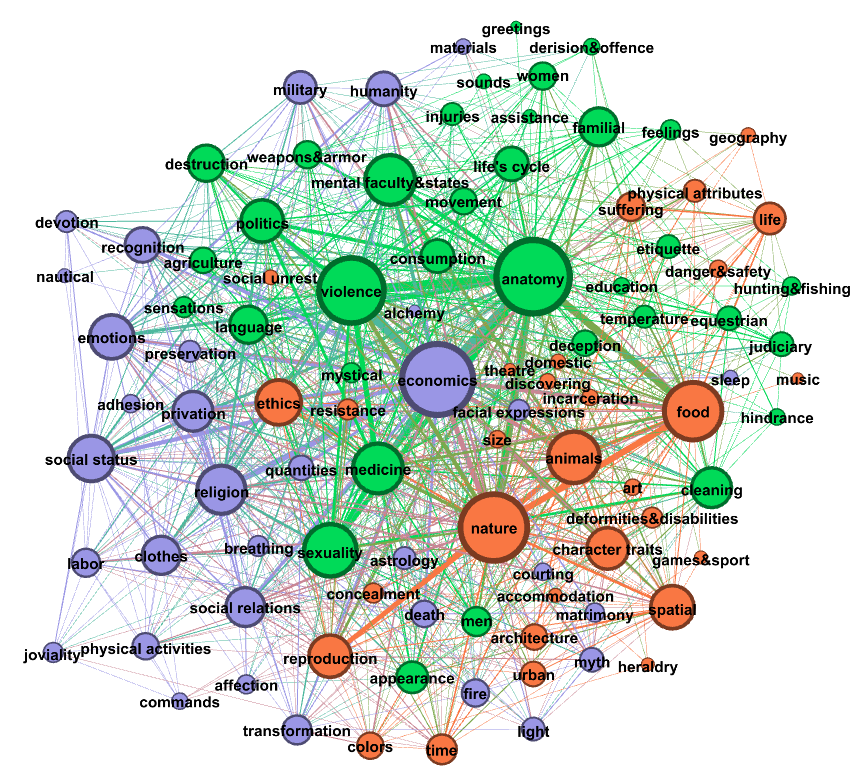 greetings
materials
derision&offence
sounds
women
military
humanity
injuries
assistance
familial
feelings
geography
destruction
weapons&armor
mental faculty&states
life's cycle
movement
physical attributes
suffering
life
devotion
recognition
politics
agriculture
social unrest
consumption
etiquette
danger&safety
nautical
violence
anatomy
education
hunting&fishing
sensations
language
alchemy
temperature
equestrian
emotions
preservation
deception
judiciary
mystical
economics
theatre
domestic
discovering
sleep
music
adhesion
privation
ethics
resistance
facial expressions
incarceration
food
hindrance
size
social status
quantities
medicine
animals
religion
art
cleaning
nature
deformities&disabilities
labor
clothes
breathing
sexuality
astrology
character traits
games&sport
courting
social relations
concealment
accommodation
death
men
matrimony
spatial
architecture
joviality
physical activities
reproduction
myth
heraldry
urban
affection
appearance
fire
commands
transformation
light
colors
time